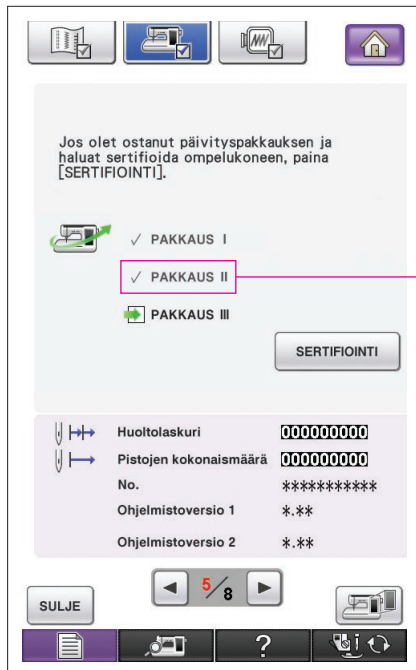 Jos olet ostanut päivityspakkauksen ja
haluat sertifioida ompelukoneen, paina
[SERTIFIOINTI].
✓ PAKKAUS I
✓ PAKKAUS II
PAKKAUS III
SERTIFIOINTI
Huoltolaskuri 000000000
Pistojen kokonaismäärä 000000000
No. ***********
Ohjelmistoversio 1 *.**
Ohjelmistoversio 2 *.**
SULJE
5/8
?